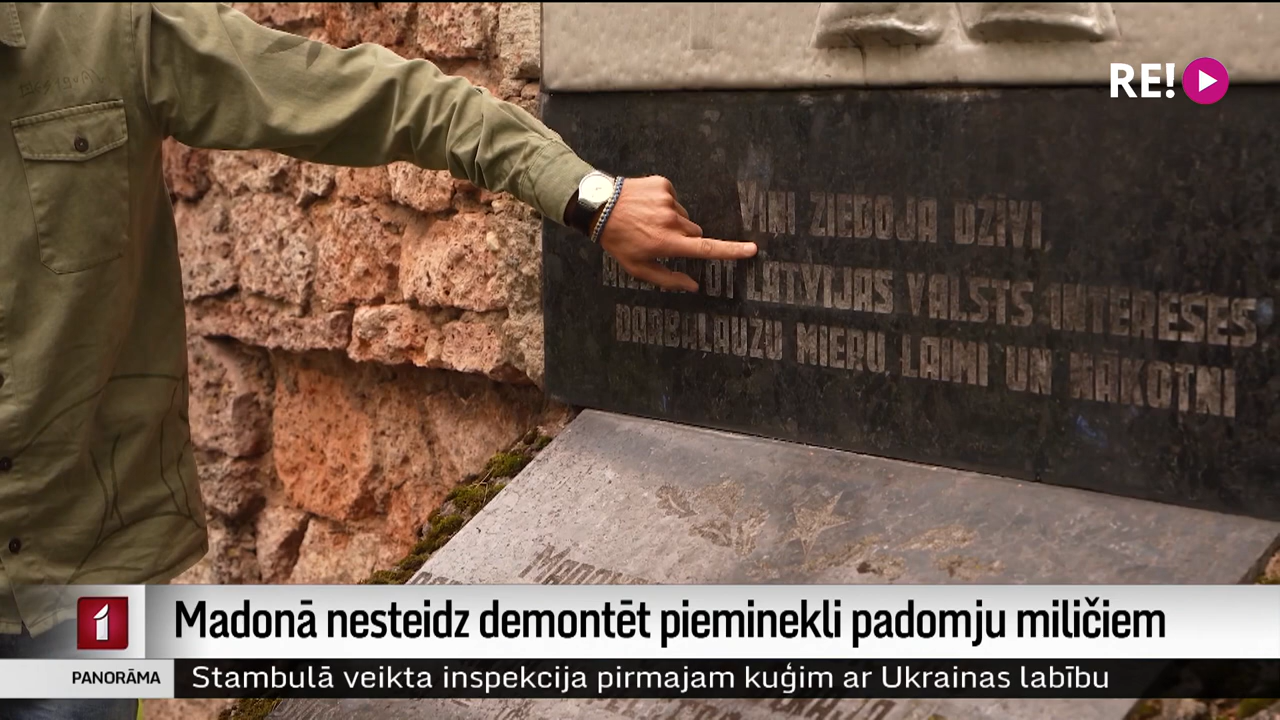 RE!
VIŅI ZIEDOJA DZĪVI,
LATVIJAS VALSTS INTERESES
DARBAĻAUŽU MIERU, LAIMI UN NĀKOTNI
1
Madonā nesteidz demontēt pieminekli padomju miličiem
PANORĀMA
Stambulā veikta inspekcija pirmajam kuģim ar Ukrainas labību